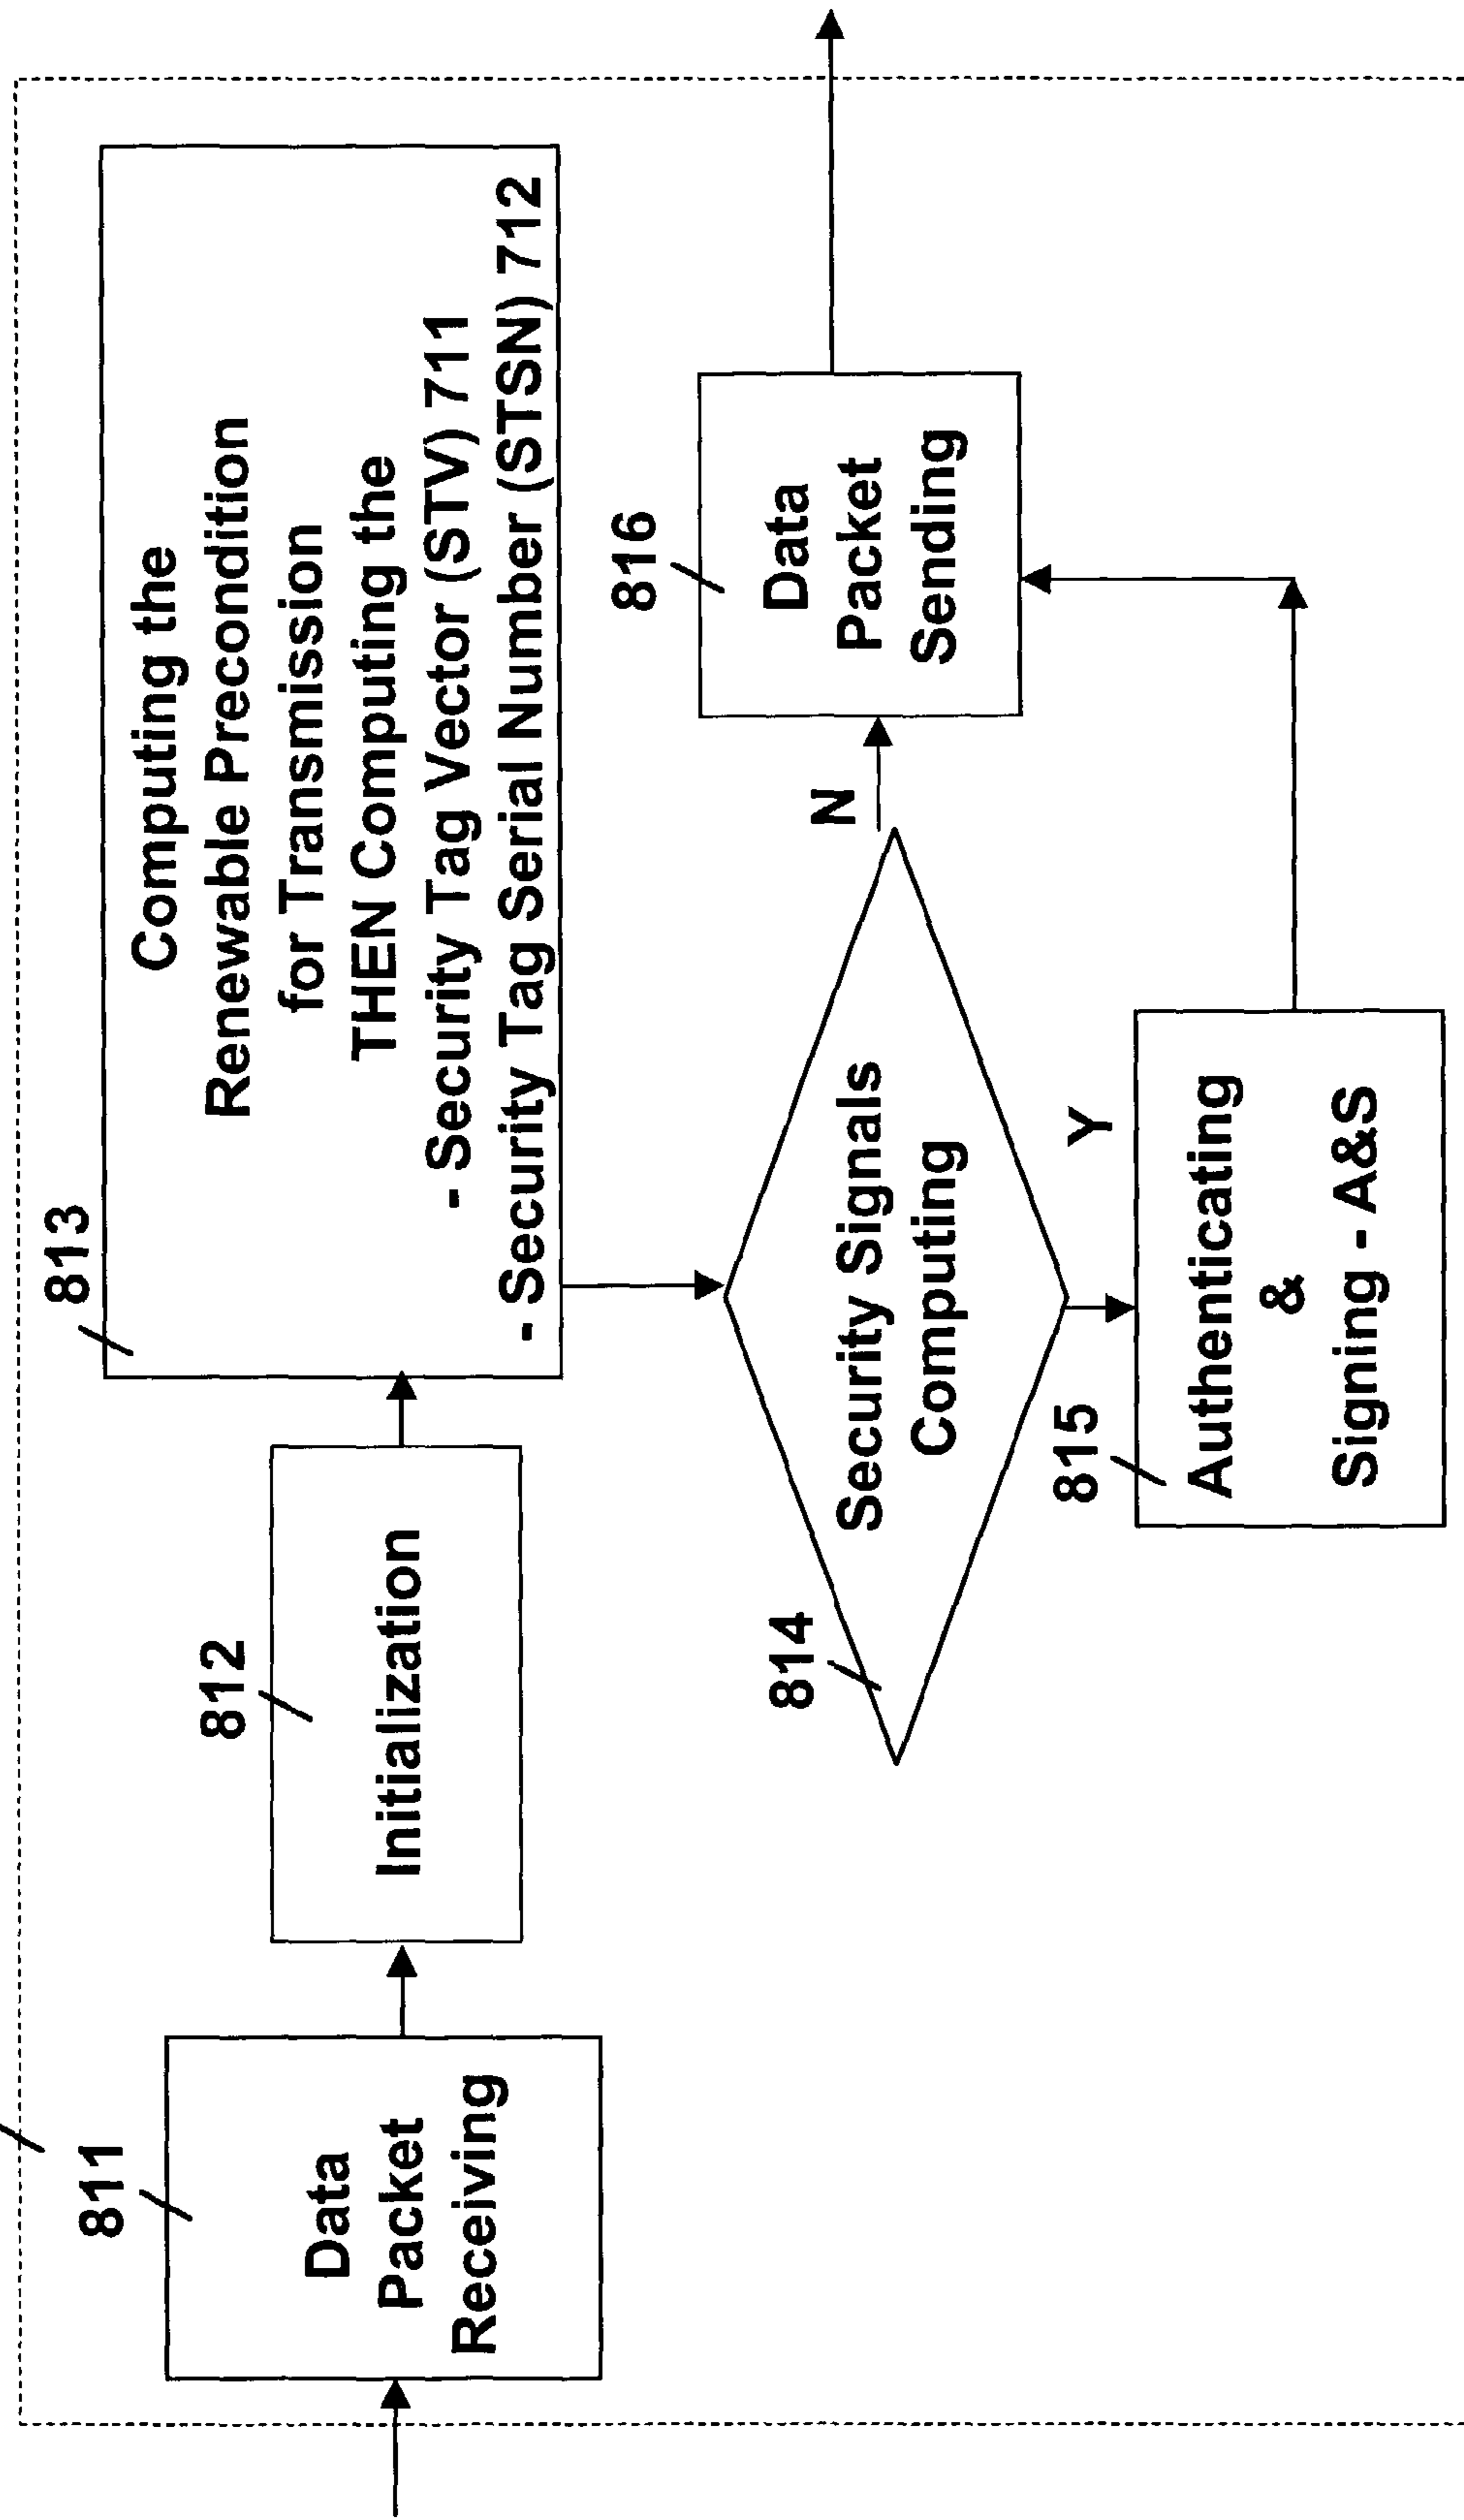 811
Data
Packet
Receiving
812
Initialization
813
Computing the
Renewable Precondition
for Transmission
THEN Computing the
- Security Tag Vector (STV) 711
- Security Tag Serial Number (STSN) 712
814
Security Signals
Computing
N
Y
815
Authenticating
&
Signing - A&S
816
Data
Packet
Sending